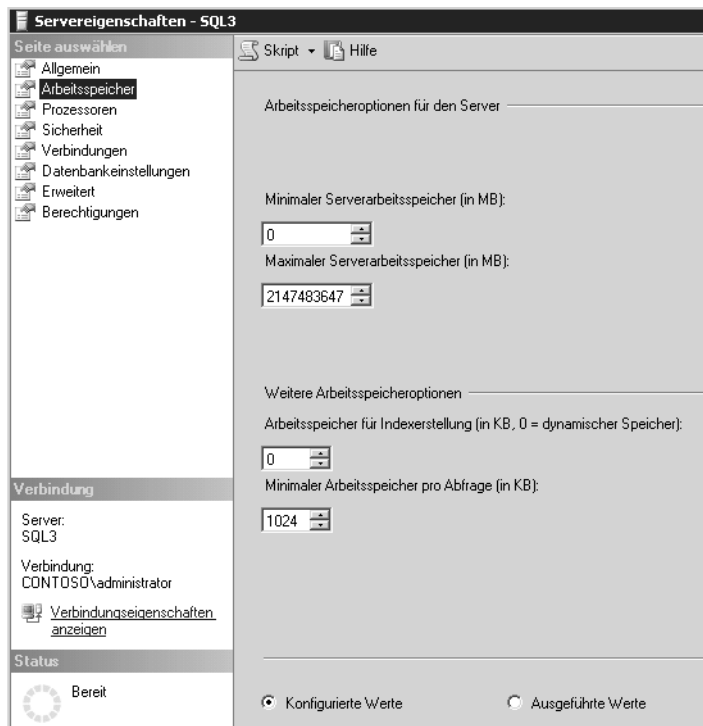 Servereigenschaften - SQL3
Seite auswählen
Allgemein
Arbeitsspeicher
Prozessoren
Sicherheit
Verbindungen
Datenbankeinstellungen
Erweitert
Berechtigungen
Verbindung
Server:
SQL3
Verbindung:
CONTOSO\administrator
Verbindungseigenschaften
anzeigen
Status
Bereit
Skript
Hilfe
Arbeitsspeicheroptionen für den Server
Minimaler Serverarbeitsspeicher (in MB):
0
Maximaler Serverarbeitsspeicher (in MB):
2147483647
Weitere Arbeitsspeicheroptionen
Arbeitsspeicher für Indexerstellung (in KB, 0 = dynamischer Speicher):
0
Minimaler Arbeitsspeicher pro Abfrage (in KB):
1024
Konfigurierte Werte
Ausgeführte Werte